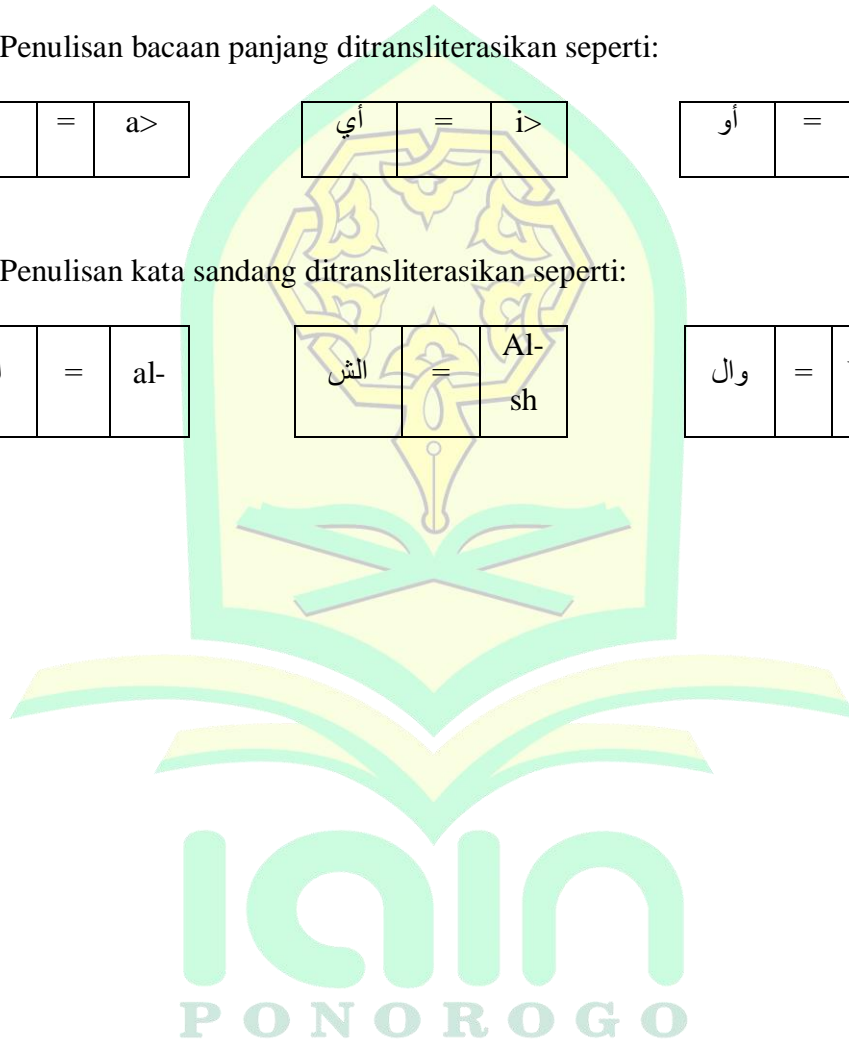 Penulisan bacaan panjang ditransliterasikan seperti:
= a> أي = i> أو =
Penulisan kata sandang ditransliterasikan seperti:
= al- الش = Al-sh وال =
IAIN
PONOROGO